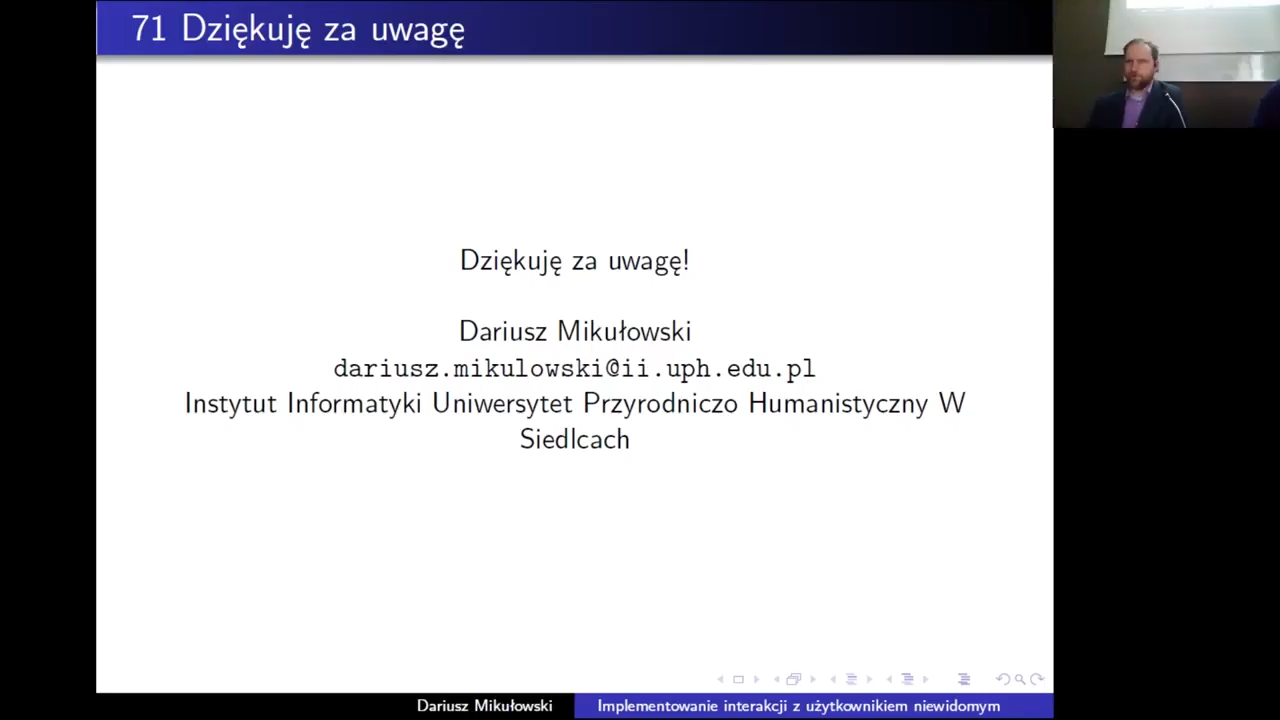 71 Dziękuję za uwagę
Dziękuję za uwagę!
Dariusz Mikułowski
dariusz.mikulowski@ii.uph.edu.pl
Instytut Informatyki Uniwersytet Przyrodniczo Humanistyczny W
Siedlcach
Dariusz Mikułowski
Implementowanie interakcji z użytkownikiem niewidomym